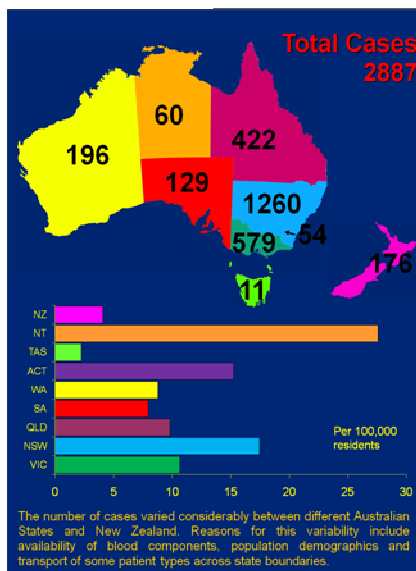 Total Cases
2887
60
196
422
129
1260
579
54
176
11
NZ
NT
TAS
ACT
WA
SA
QLD
NSW
VIC
Per 100,000
residents
0 5 10 15 20 25 30
The number of cases varied considerably between different Australian
States and New Zealand. Reasons for this variability include
availability of blood components, population demographics and
transport of some patient types across state boundaries.